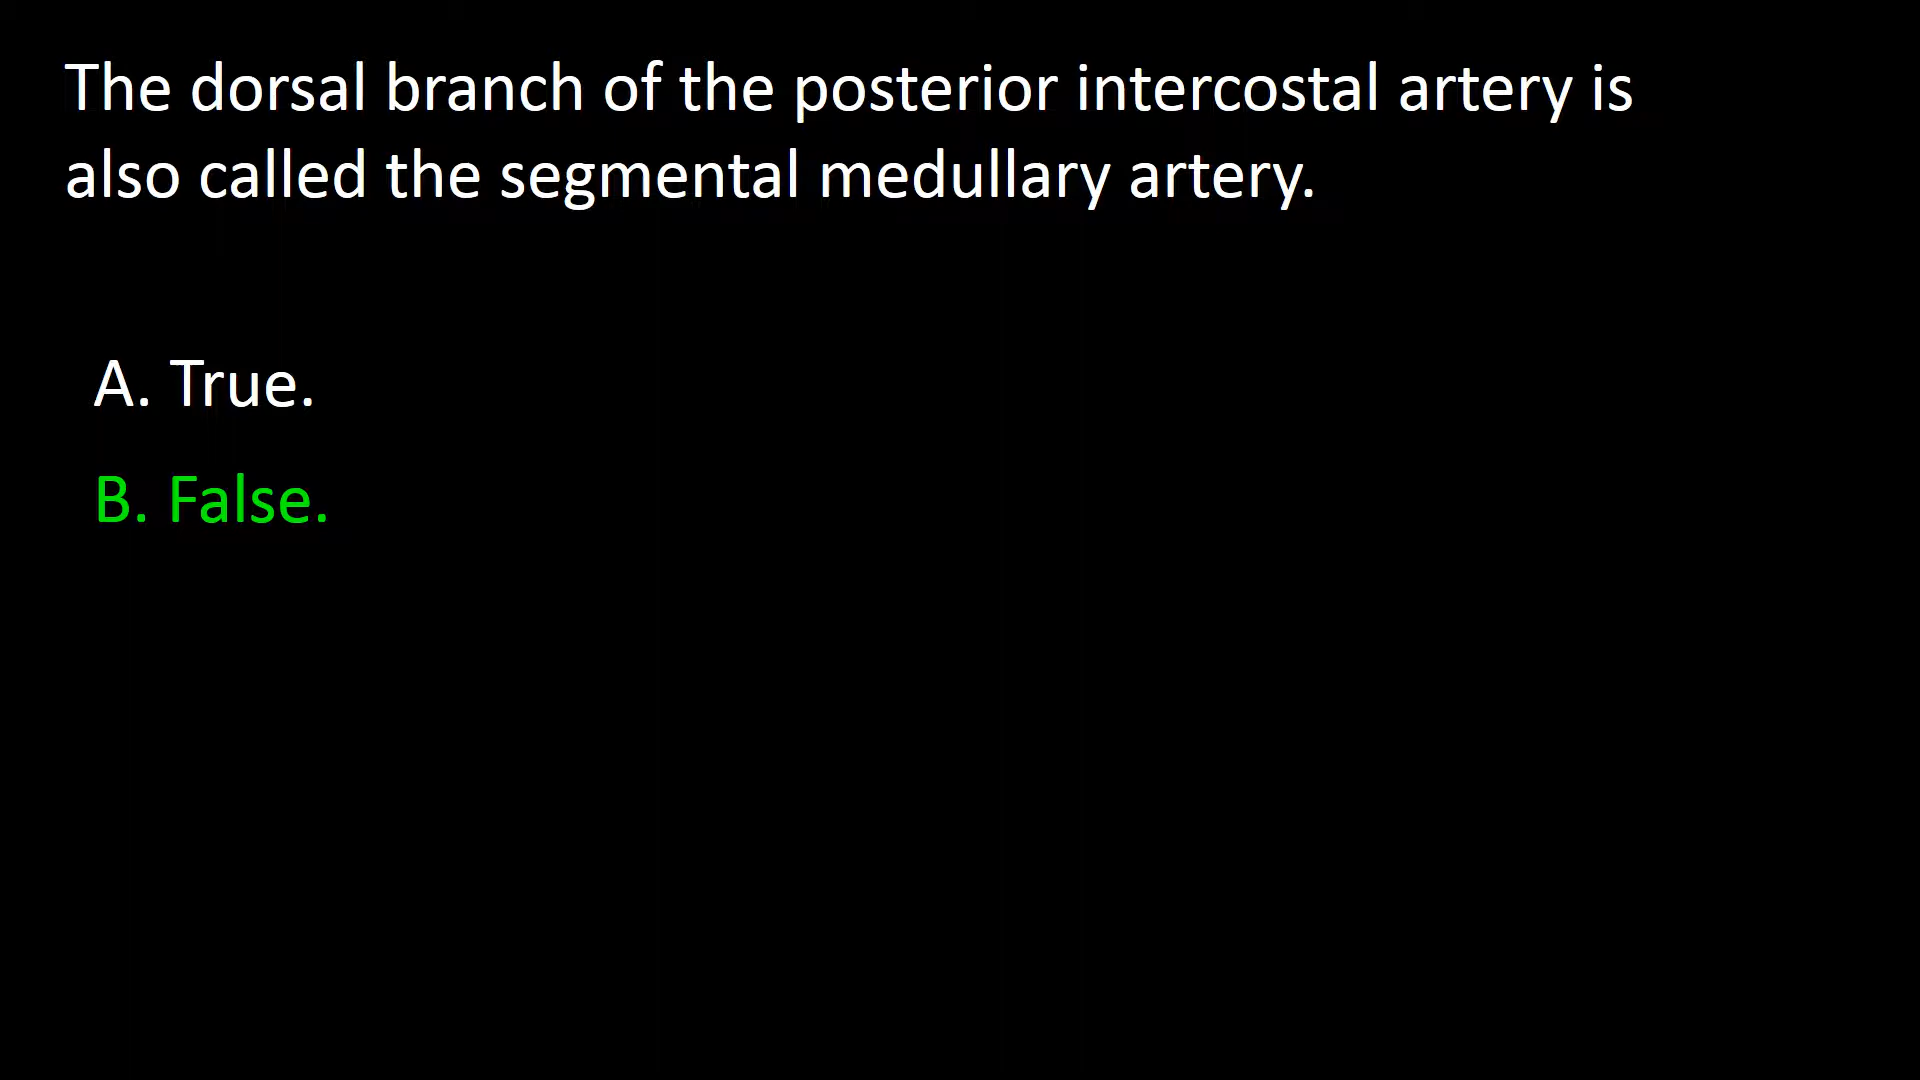 The dorsal branch of the posterior intercostal artery is
also called the segmental medullary artery.
A. True.
B. False.